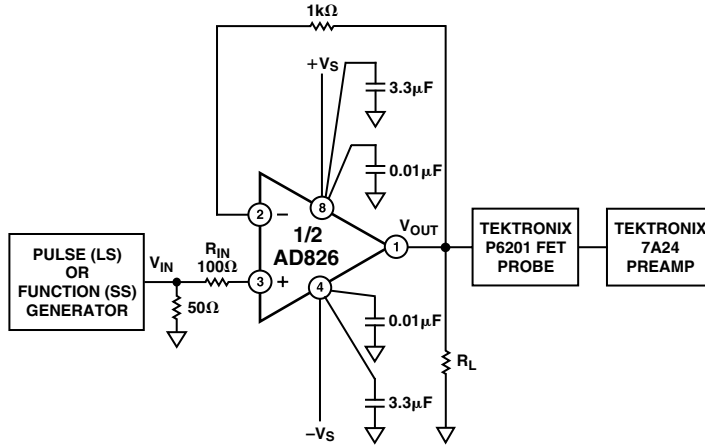 1kΩ
+VS
3.3μF
0.01μF
8
2
−
1/2
AD826
1
VOUT
TEKTRONIX
P6201 FET
PROBE
TEKTRONIX
7A24
PREAMP
PULSE (LS)
OR
FUNCTION (SS)
GENERATOR
VIN
RIN
100Ω
3
+
4
50Ω
0.01μF
3.3μF
RL
−VS